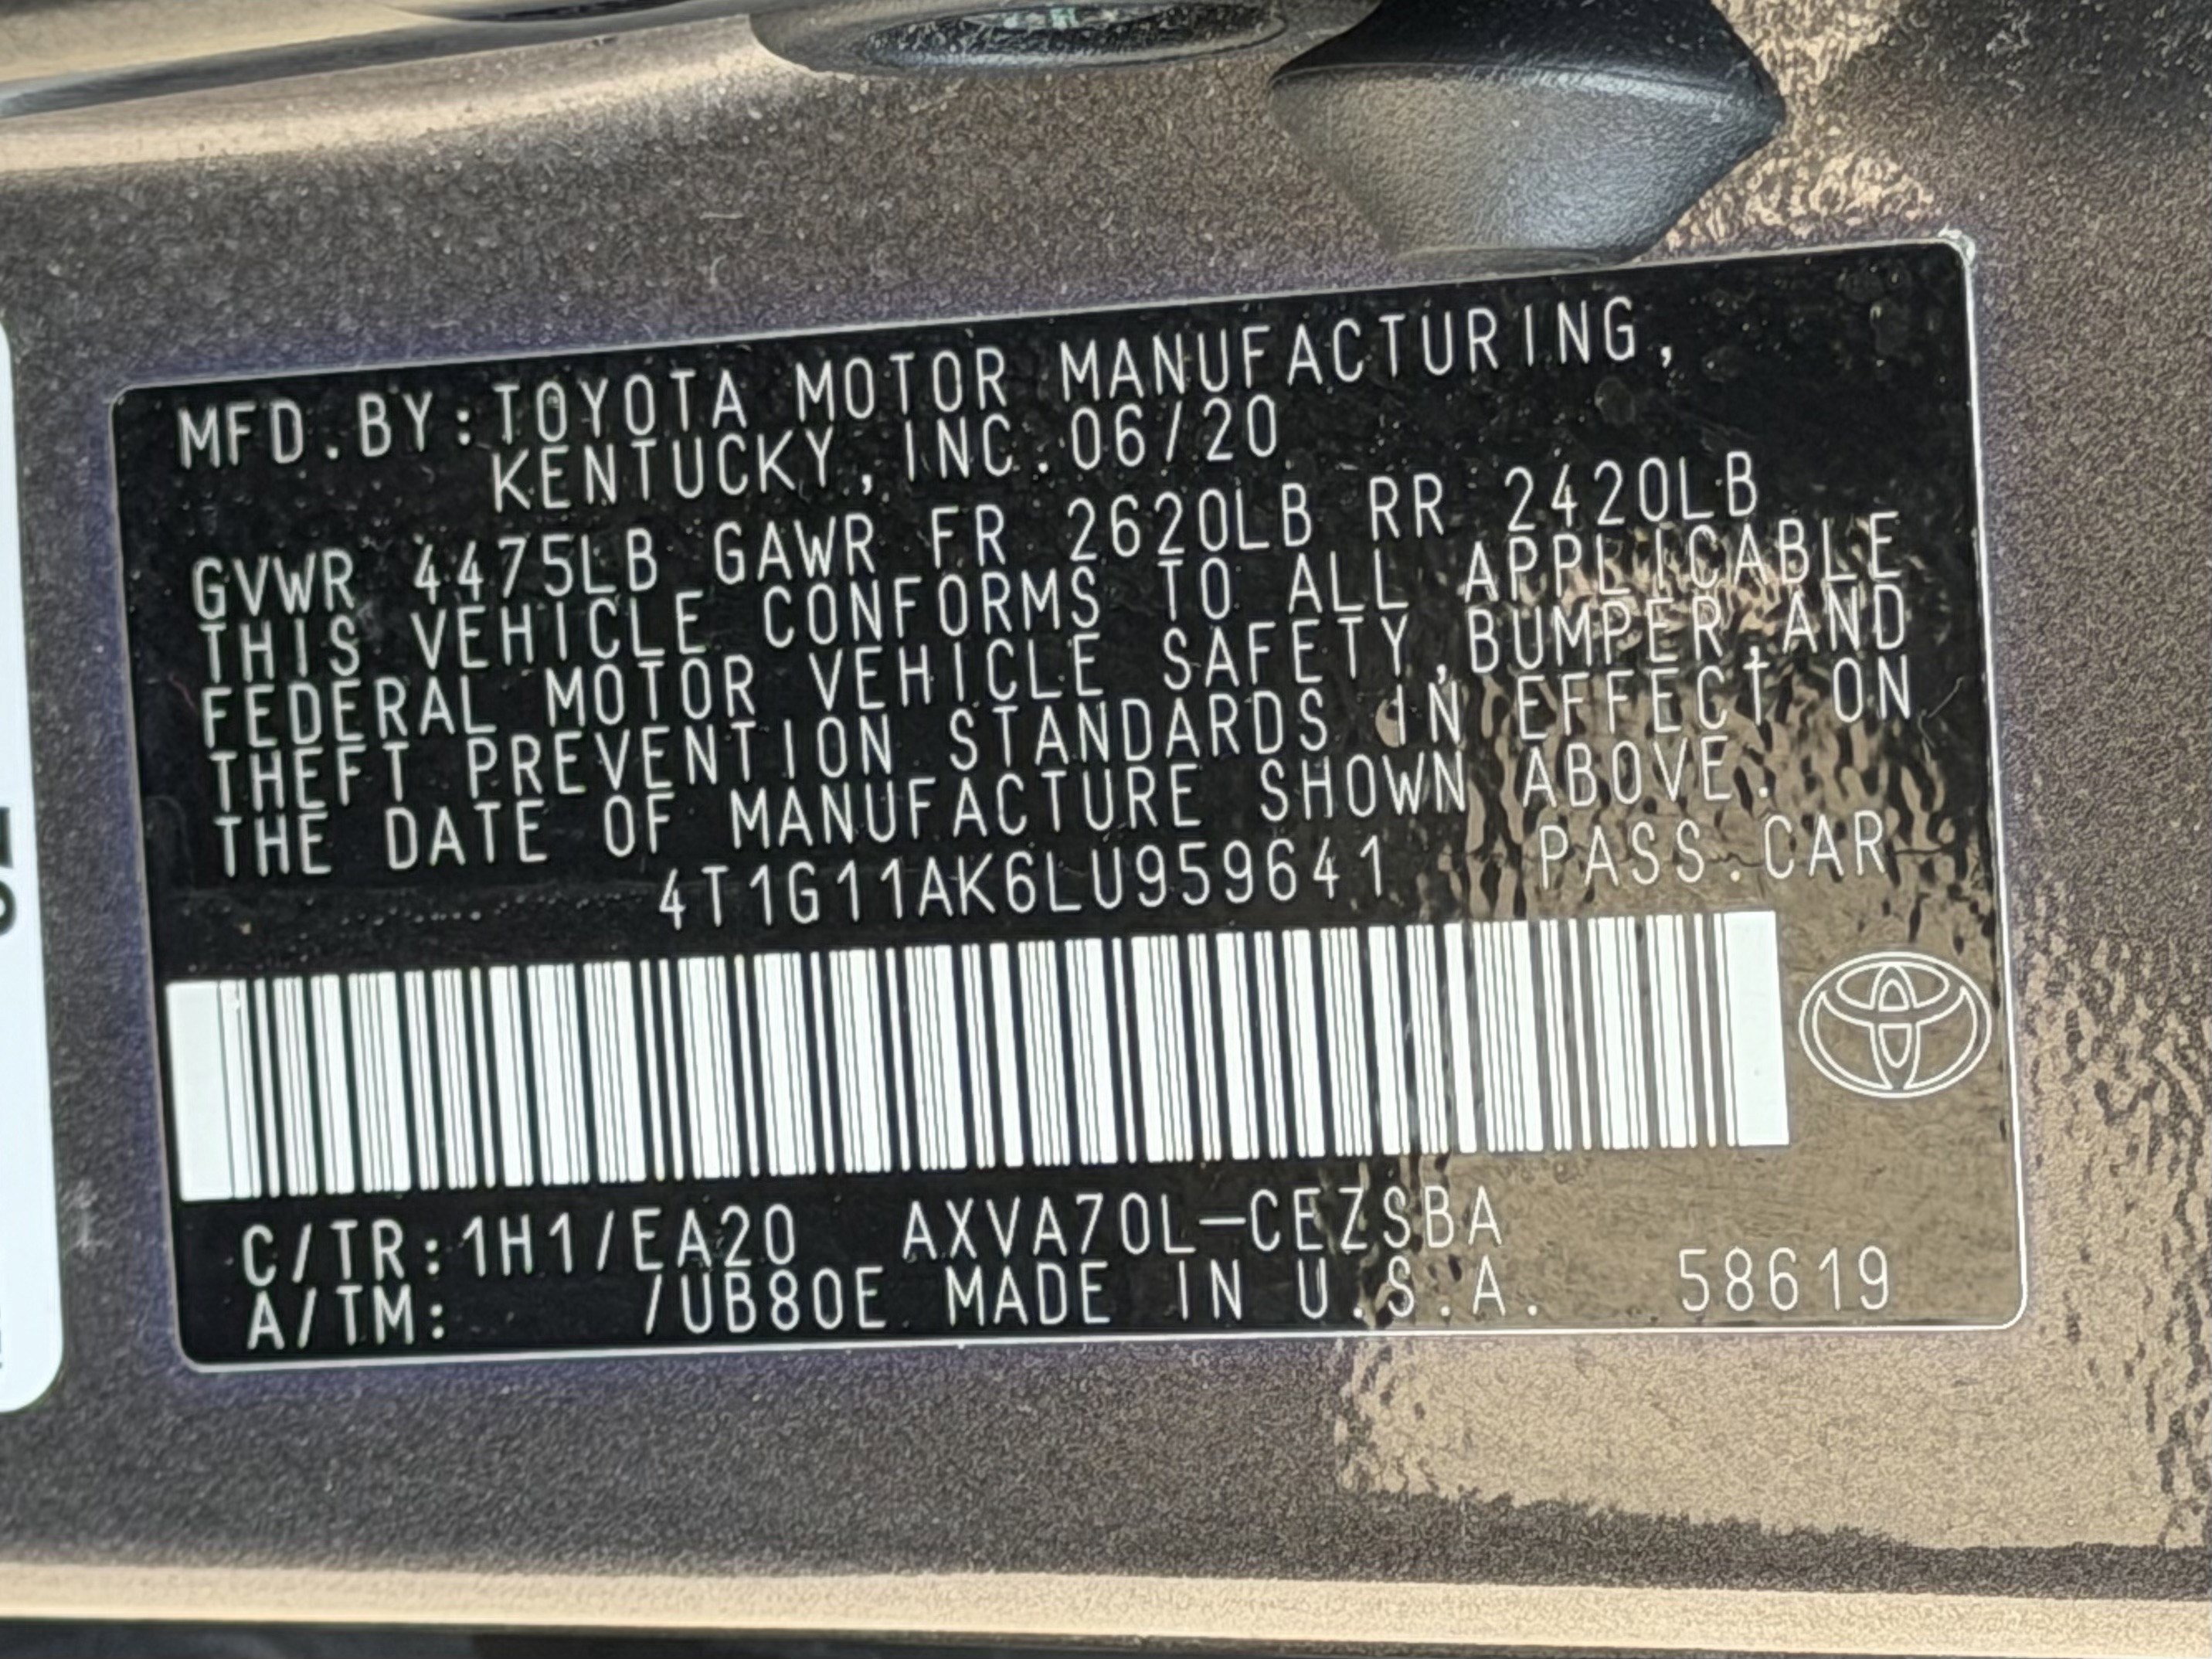 MFD.BY:TOYOTA MOTOR MANUFACTURING,
KENTUCKY, INC.06/20
GVWR 4475LB GAWR FR 2620LB RR 2420LB
THIS VEHICLE CONFORMS TO ALL APPLICABLE
FEDERAL MOTOR VEHICLE SAFETY,BUMPER,AND
THEFT PREVENTION STANDARDS IN EFFECT ON
THE DATE OF MANUFACTURE SHOWN ABOVE.
4T1G11AK6LU959641 PASS.CAR
C/TR:1H1/EA20 AXVA70L-CEZSBA
A/TM: /UB80E MADE IN U.S.A. 58619